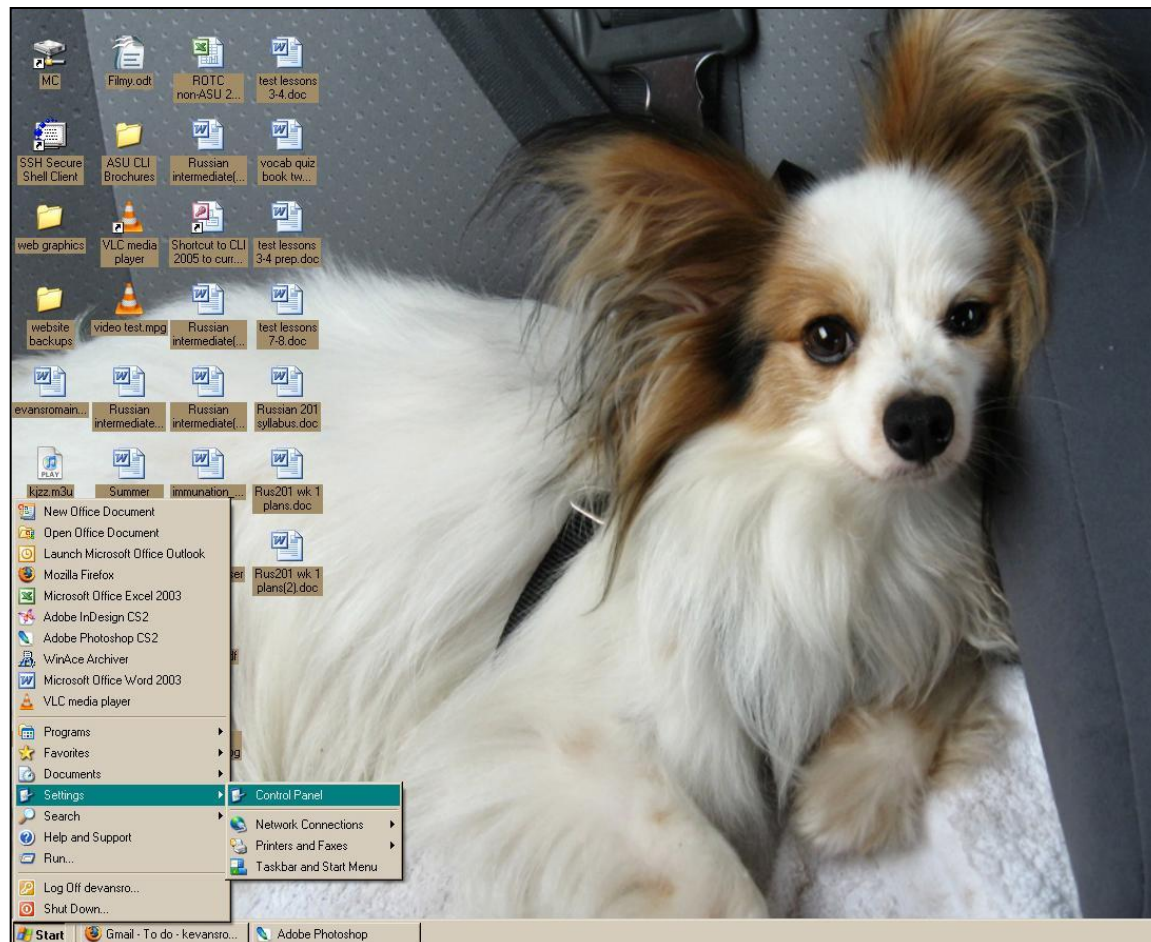 MC
Filmy.odt
ROTC
non-ASU 2...
test lessons
3-4.doc
SSH Secure
Shell Client
ASU CLI
Brochures
Russian
intermediate(...
vocab quiz
book tw...
web graphics
VLC media
player
Shortcut to CLI
2005 to curr...
test lessons
3-4 prep.doc
website
backups
video test.mpg
Russian
intermediate(...
test lessons
7-8.doc
evansromain...
Russian
intermediate...
Russian
intermediate(...
Russian 201
syllabus.doc
PLAY
kjzz.m3u
Summer
immunation_...
Rus201 wk 1
plans.doc
Rus201 wk 1
plans(2).doc
New Office Document
Open Office Document
Launch Microsoft Office Outlook
Mozilla Firefox
Microsoft Office Excel 2003
Adobe InDesign CS2
Adobe Photoshop CS2
WinAce Archiver
Microsoft Office Word 2003
VLC media player
Programs
Favorites
Documents
Settings
Search
Help and Support
Run...
Log Off devansro...
Shut Down...
Control Panel
Network Connections
Printers and Faxes
Taskbar and Start Menu
Start
Gmail - To do - kevansro...
Adobe Photoshop